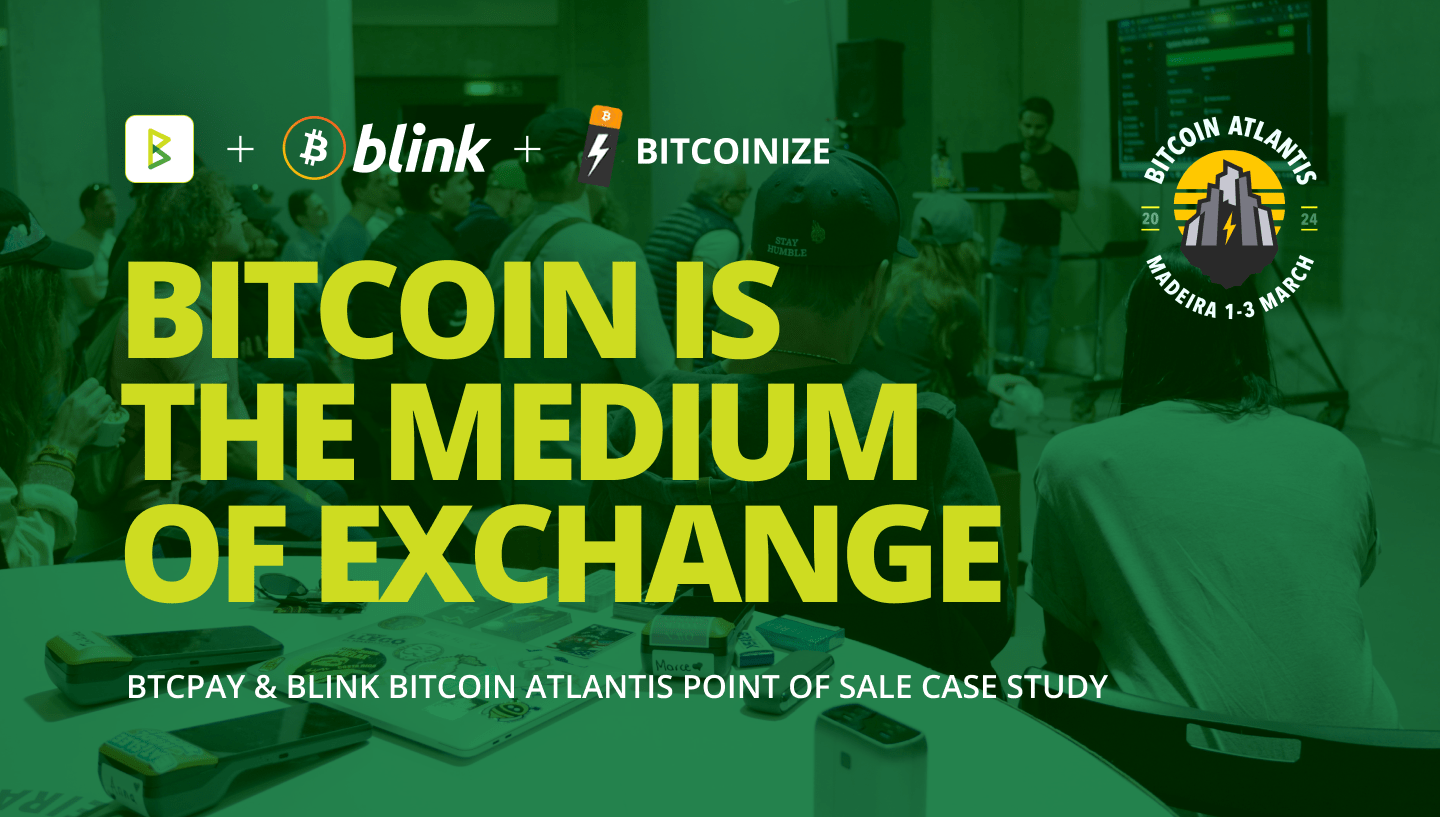 blink
BITCOINIZE
BITCOIN ATLANTIS
20
24
MADEIRA 1-3 MARCH
STAY
HUMBLE
BITCOIN IS
THE MEDIUM
OF EXCHANGE
BTCPAY & BLINK BITCOIN ATLANTIS POINT OF SALE CASE STUDY